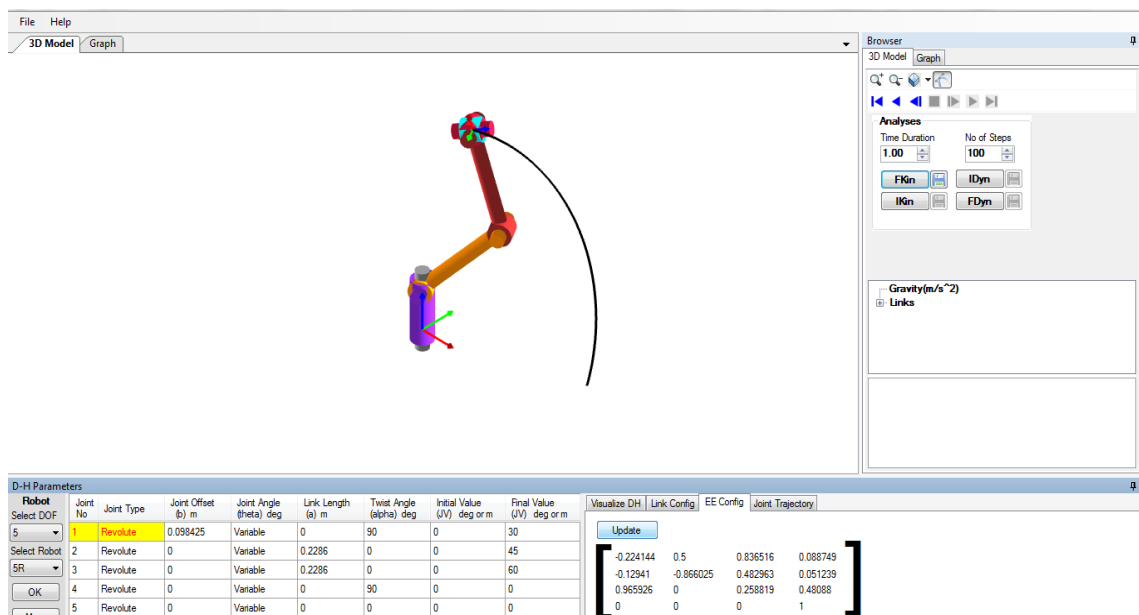 File Help
3D Model Graph
Browser
3D Model Graph
Analyses
Time Duration No of Steps
1.00 100
FKin IDyn
IKin FDyn
Gravity(m/s^2)
Links
D-H Parameters
Robot
Select DOF
5
Select Robot
5R
OK
Joint No Joint Type Joint Offset (b) m Joint Angle (theta) deg Link Length (a) m Twist Angle (alpha) deg Initial Value (JV) deg or m Final Value (JV) deg or m
1 Revolute 0.098425 Variable 0 90 0 30
2 Revolute 0 Variable 0.2286 0 0 45
3 Revolute 0 Variable 0.2286 0 0 60
4 Revolute 0 Variable 0 90 0 0
5 Revolute 0 Variable 0 0 0 0
Visualize DH Link Config EE Config Joint Trajectory
Update
-0.224144 0.5 0.836516 0.088749
-0.12941 -0.866025 0.482963 0.051239
0.965926 0 0.258819 0.48088
0 0 0 1